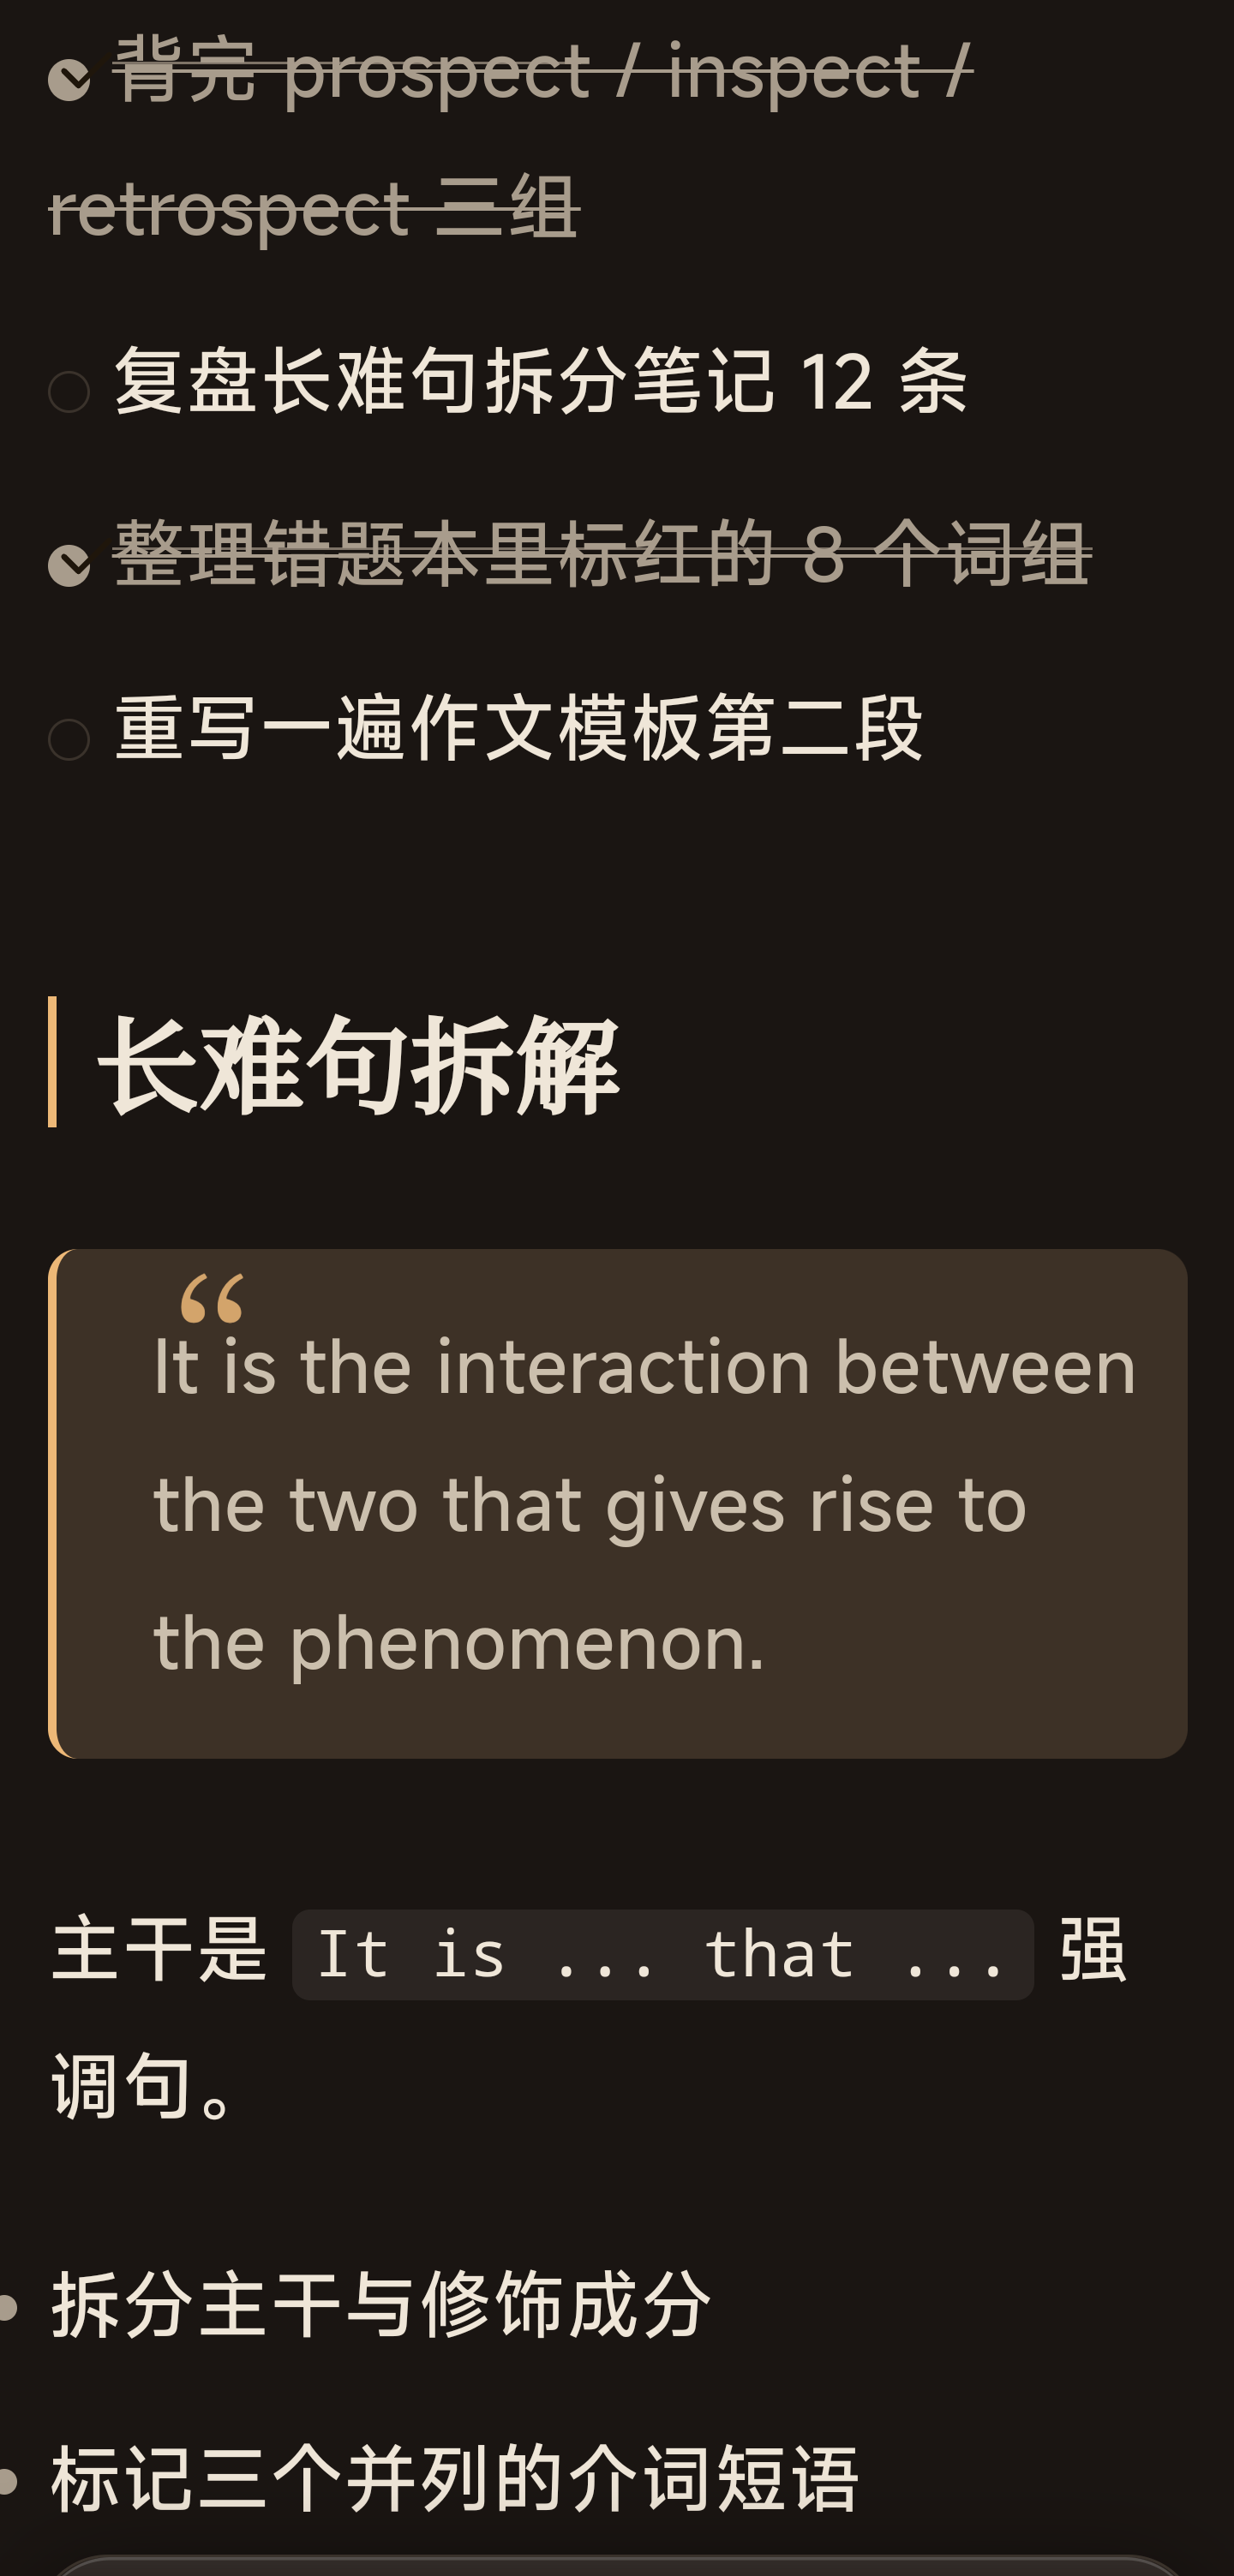 背完 prospect / inspect /
retrospect 三组
复盘长难句拆分笔记 12 条
整理错题本里标红的 8 个词组
重写一遍作文模板第二段
长难句拆解
“
It is the interaction between
the two that gives rise to
the phenomenon.
主干是 It is ... that ... 强
调句。
拆分主干与修饰成分
标记三个并列的介词短语